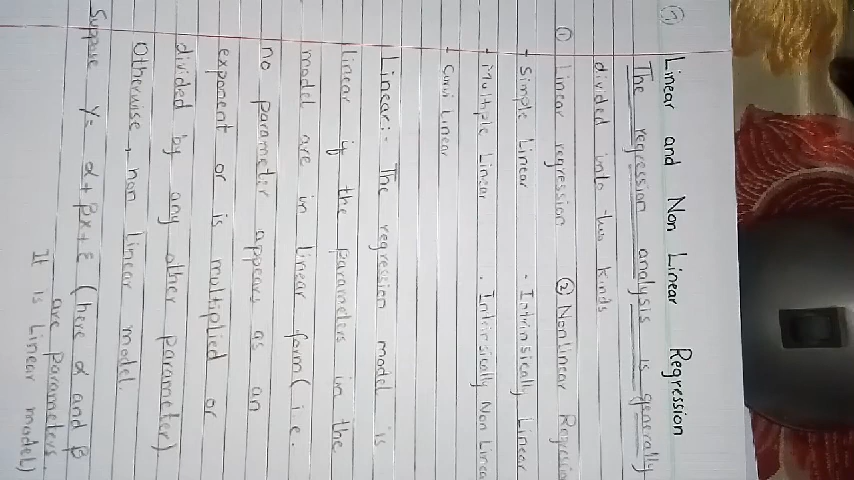 Linear and Non Linear Regression
The regression analysis is generally
divided into two kinds
① Linear regression ② NonLinear Regressio
- Simple Linear - Intrinsically Linear
- Multiple Linear - Intrinsically Non Linea
- Curvi Linear
Linear:- The regression model is
linear if the parameters in the
model are in linear form (i.e.
no parameter appears as an
exponent or is multiplied or
divided by any other parameter)
Otherwise, non linear model.
Suppose Y = α + βx + ε (here α and β
are parameters.
It is Linear model)